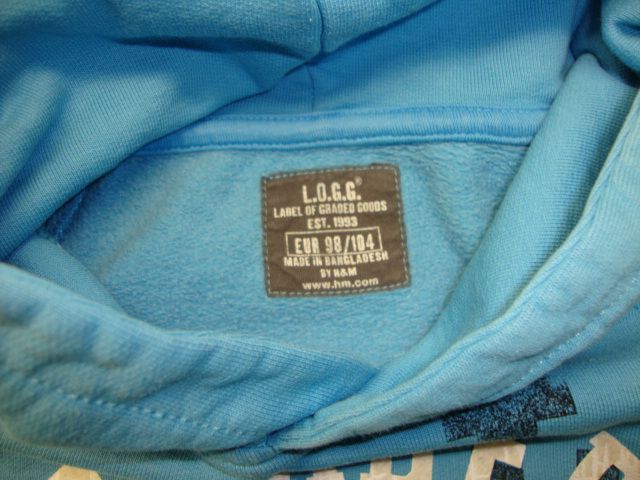 L.O.G.G.®
LABEL OF GRADED GOODS
EST. 1993
EUR 98/104
MADE IN BANGLADESH
BY H&M
www.hm.com